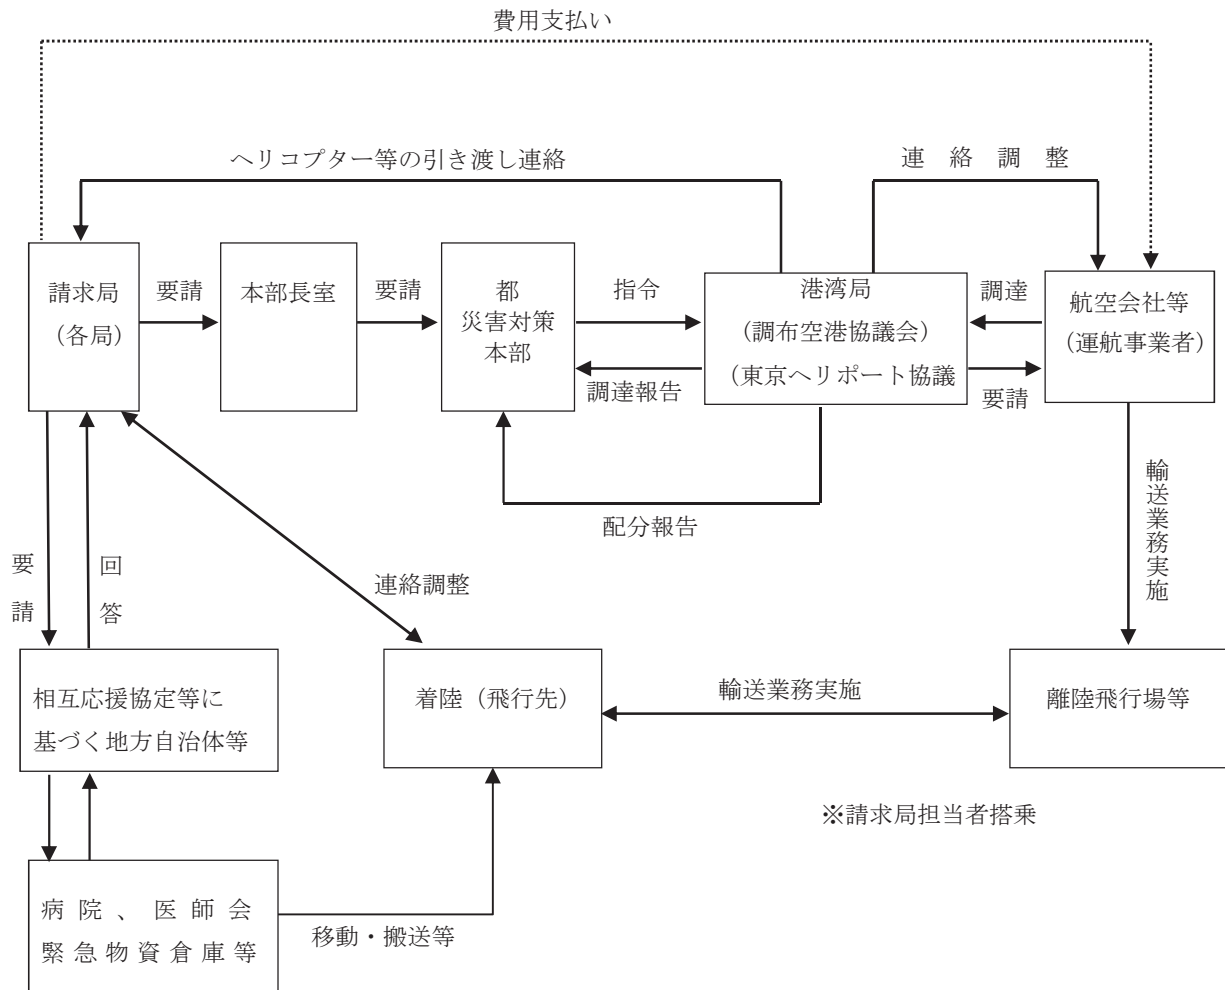 費用支払い
ヘリコプター等の引き渡し連絡
連絡調整
請求局
(各局)
要請
本部長室
要請
都
災害対策
本部
指令
調達報告
港湾局
(調布空港協議会)
(東京ヘリポート協議
調達
要請
航空会社等
(運航事業者)
配分報告
輸送業務実施
要請
回答
連絡調整
相互応援協定等に
基づく地方自治体等
着陸(飛行先)
輸送業務実施
離陸飛行場等
※請求局担当者搭乗
病院、医師会
緊急物資倉庫等
移動・搬送等